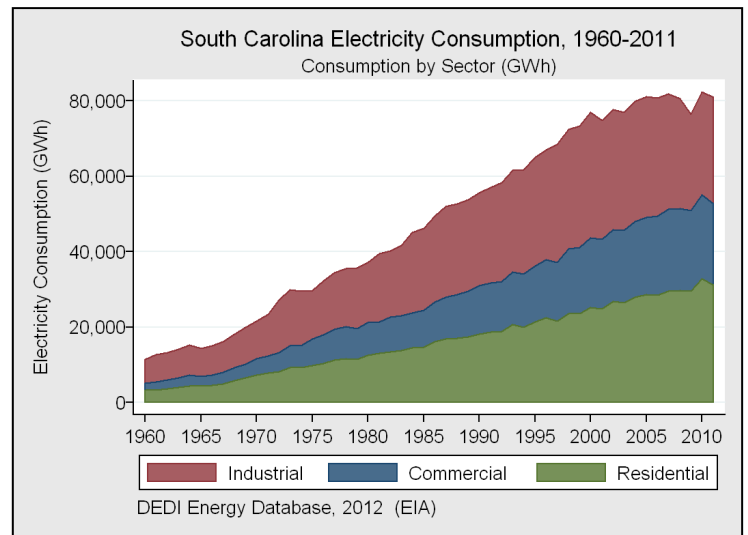 South Carolina Electricity Consumption, 1960-2011
Consumption by Sector (GWh)
Electricity Consumption (GWh)
80,000
60,000
40,000
20,000
0
1960 1965 1970 1975 1980 1985 1990 1995 2000 2005 2010
Industrial Commercial Residential
DEDI Energy Database, 2012 (EIA)